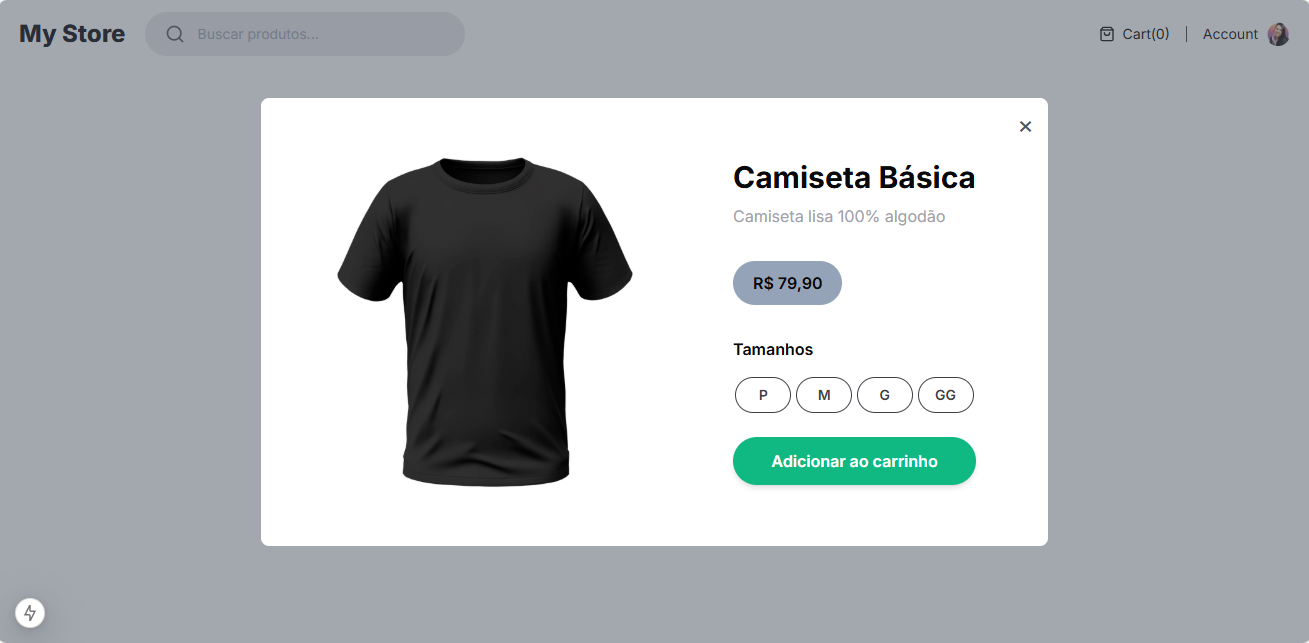 My Store
Buscar produtos...
Cart(0)
Account
Camiseta Básica
Camiseta lisa 100% algodão
R$ 79,90
Tamanhos
P M G GG
Adicionar ao carrinho